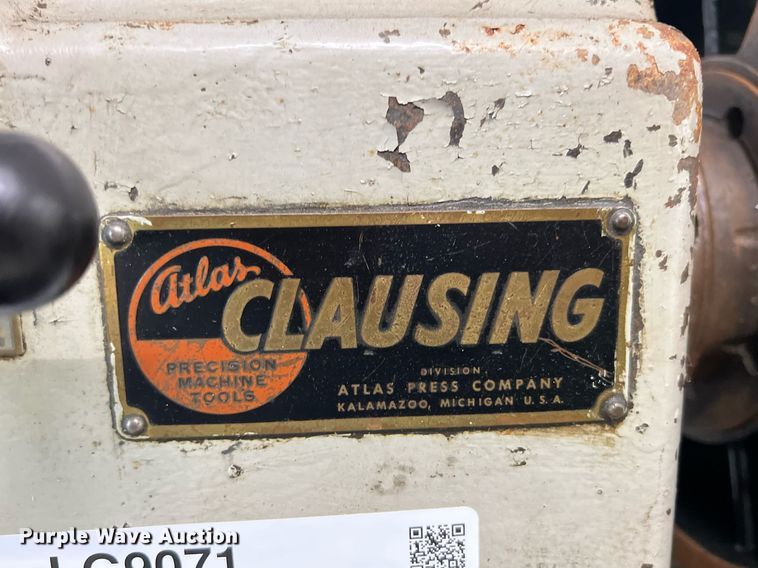 Atlas
CLAUSING
PRECISION
MACHINE
TOOLS
DIVISION
ATLAS PRESS COMPANY
KALAMAZOO, MICHIGAN U.S.A.
Purple Wave Auction